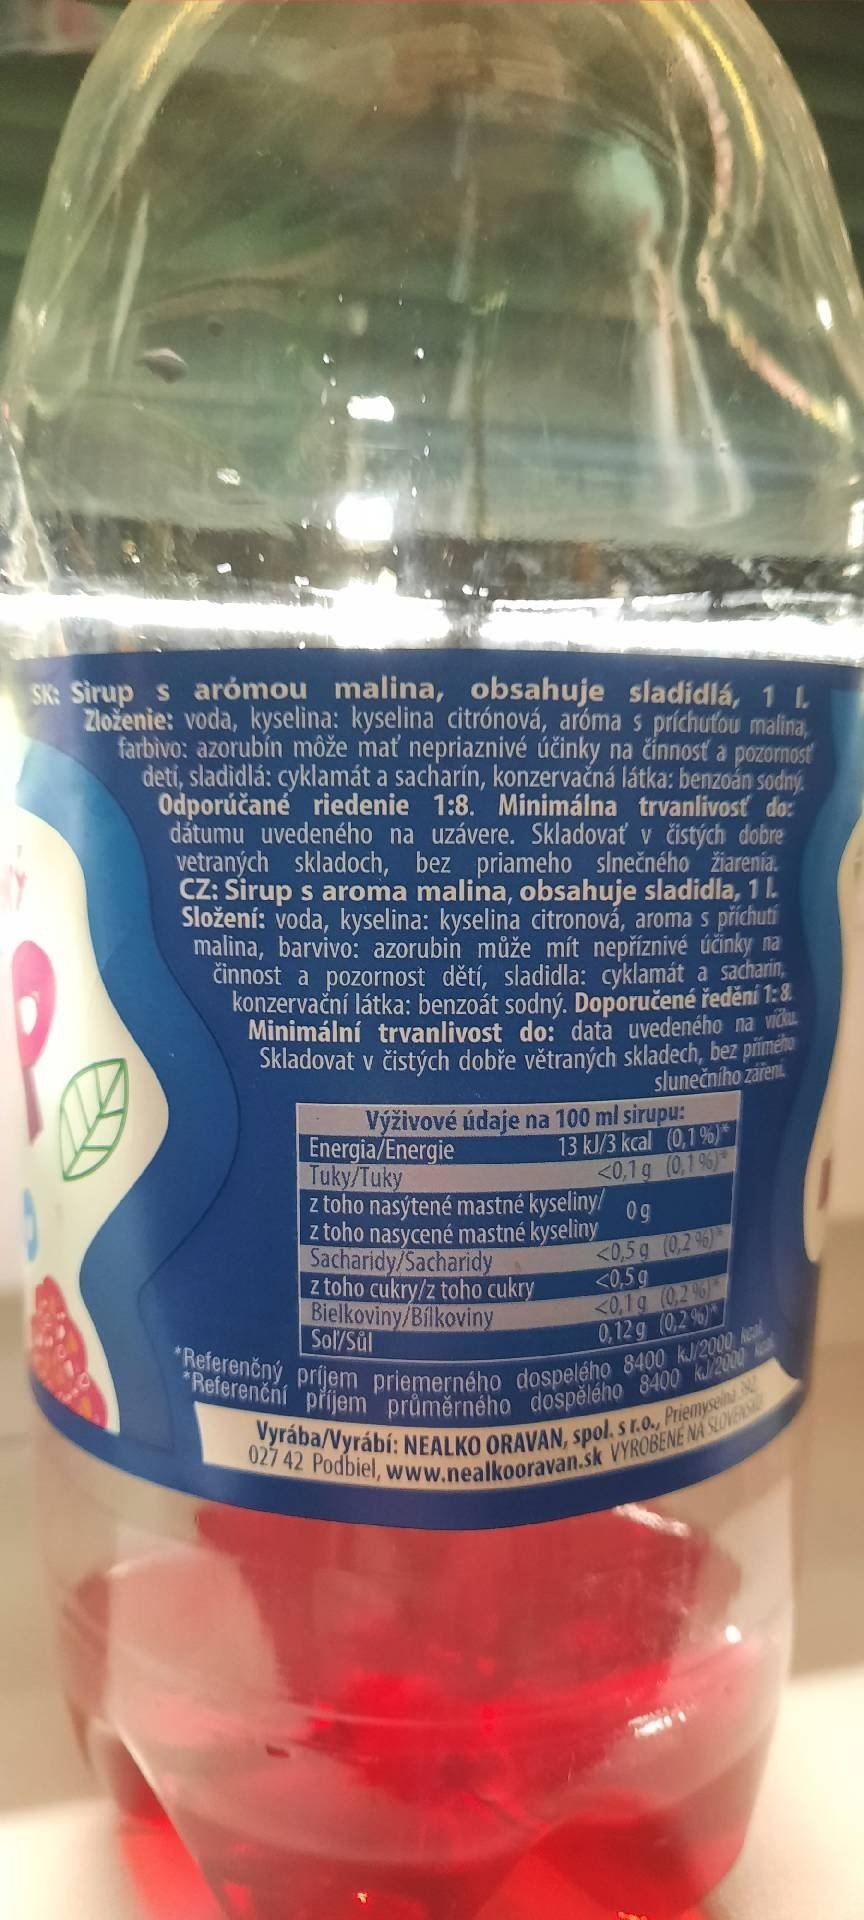 SK: Sirup s arómou malina, obsahuje sladidlá, 1 l.
Zloženie: voda, kyselina: kyselina citrónová, aróma s príchuťou malina,
farbivo: azorubín môže mať nepriaznivé účinky na činnosť a pozornosť
detí, sladidlá: cyklamát a sacharín, konzervačná látka: benzoán sodný.
Odporúčané riedenie 1:8. Minimálna trvanlivosť do:
dátumu uvedeného na uzávere. Skladovať v čistých dobre
vetraných skladoch, bez priameho slnečného žiarenia.
CZ: Sirup s aroma malina, obsahuje sladidla, 1 l.
Složení: voda, kyselina: kyselina citronová, aroma s příchutí
malina, barvivo: azorubin může mít nepříznivé účinky na
činnost a pozornost dětí, sladidla: cyklamát a sacharin,
konzervační látka: benzoát sodný. Doporučené ředění 1:8.
Minimální trvanlivost do: data uvedeného na víčku.
Skladovat v čistých dobře větraných skladech, bez přímého
slunečního záření.
Výživové údaje na 100 ml sirupu:
Energia/Energie 13 kJ/3 kcal (0,1%)*
Tuky/Tuky <0,1 g (0,1%)*
z toho nasýtené mastné kyseliny/
z toho nasycené mastné kyseliny 0 g
Sacharidy/Sacharidy <0,5 g (0,2%)*
z toho cukry/z toho cukry <0,5 g
Bielkoviny/Bílkoviny <0,1 g (0,2%)*
Soľ/Sůl 0,12 g (0,2%)*
*Referenčný príjem priemerného dospelého 8400 kJ/2000 kcal
*Referenční příjem průměrného dospělého 8400 kJ/2000 kcal
Vyrába/Vyrábí: NEALKO ORAVAN, spol. s r.o., Priemyselná 392
027 42 Podbiel, www.nealkooravan.sk VYROBENÉ NA SLOVENSKU